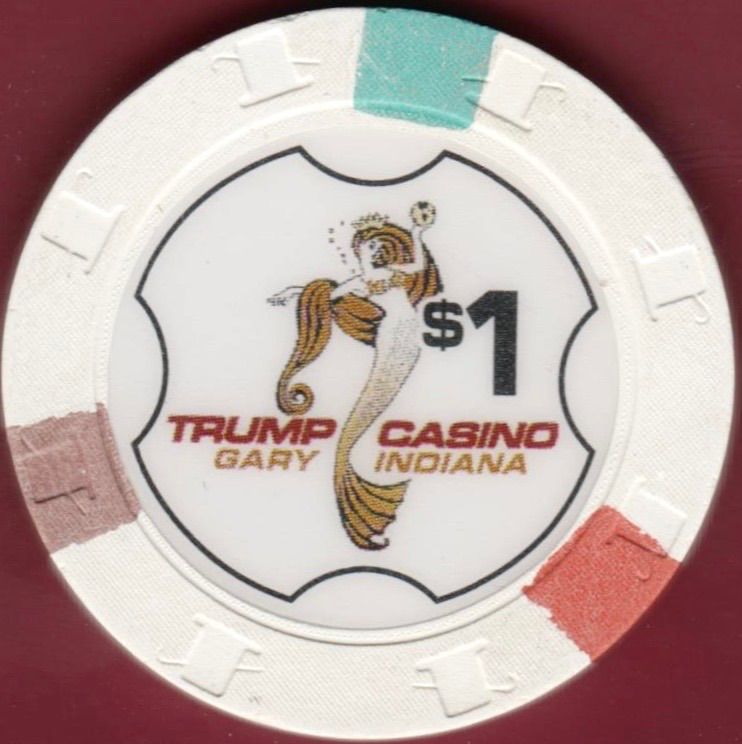 $1
TRUMP CASINO
GARY INDIANA